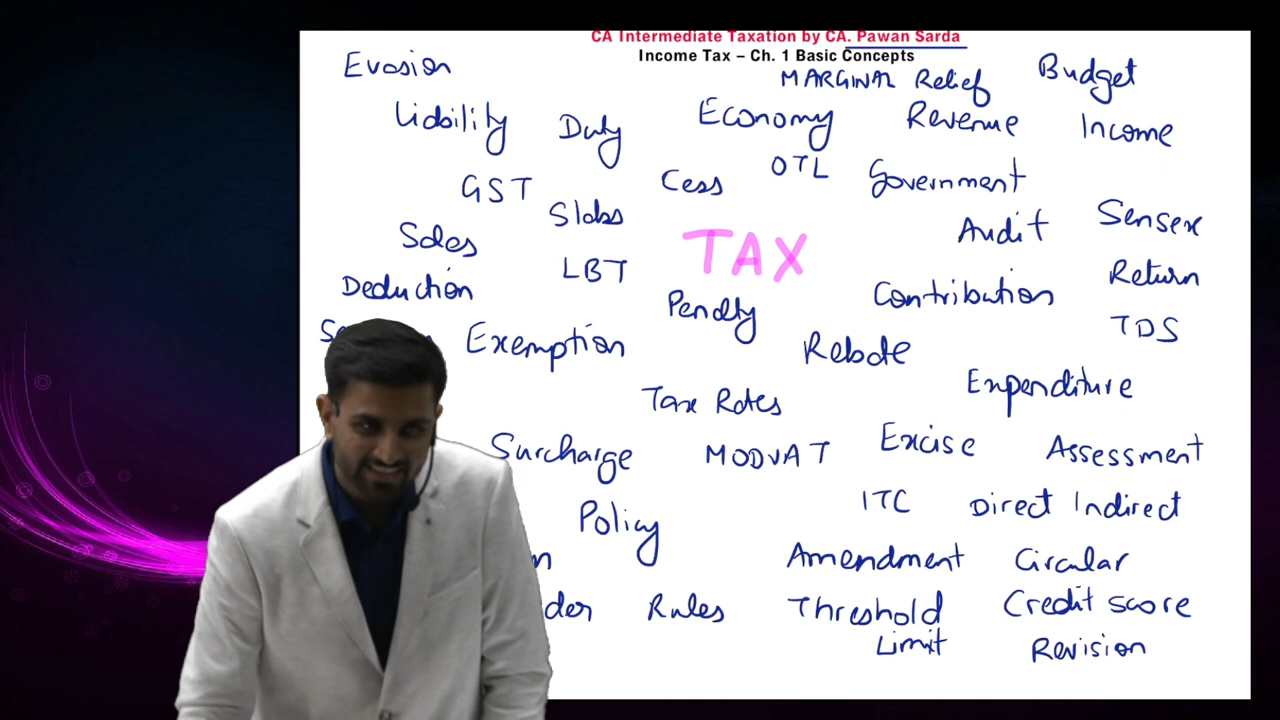 CA Intermediate Taxation by CA. Pawan Sarda
Income Tax – Ch. 1 Basic Concepts
Evasion
MARGINAL Relief
Budget
Liability
Duty
Economy
Revenue
Income
GST
Cess
OTL
Government
Slabs
Sales
TAX
Audit
Sensex
LBT
Deduction
Penalty
Contribution
Return
TDS
Exemption
Rebate
Tax Rates
Expenditure
Surcharge
MODVAT
Excise
Assessment
Policy
ITC
Direct Indirect
Amendment
Circular
Rules
Threshold
Limit
Credit score
Revision